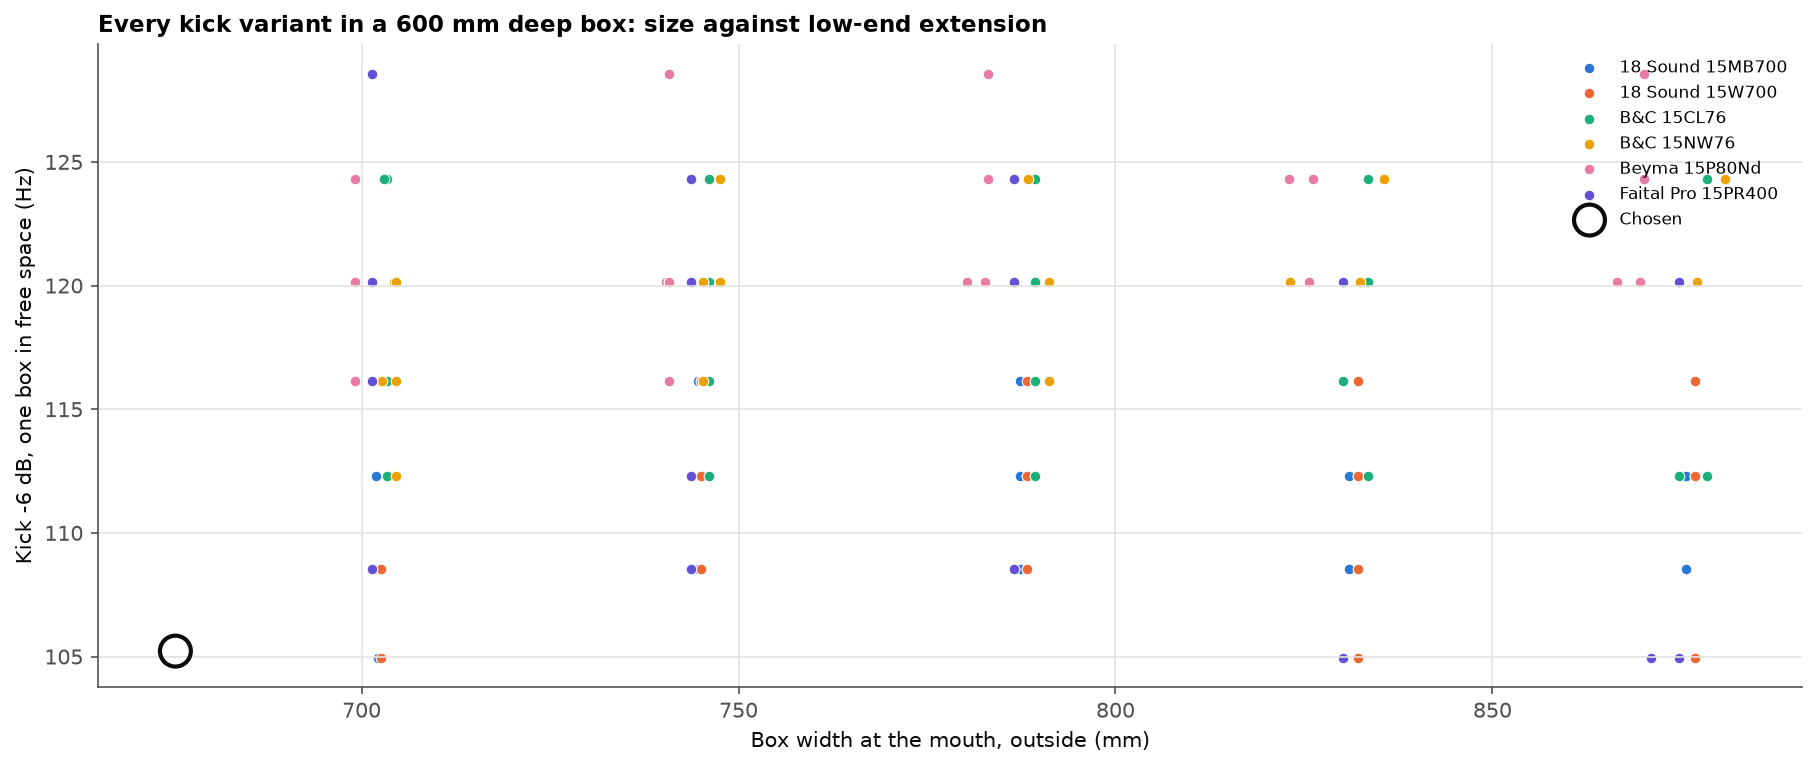 Every kick variant in a 600 mm deep box: size against low-end extension
Kick -6 dB, one box in free space (Hz)
125
120
115
110
105
700
750
800
850
Box width at the mouth, outside (mm)
18 Sound 15MB700
18 Sound 15W700
B&C 15CL76
B&C 15NW76
Beyma 15P80Nd
Faital Pro 15PR400
Chosen